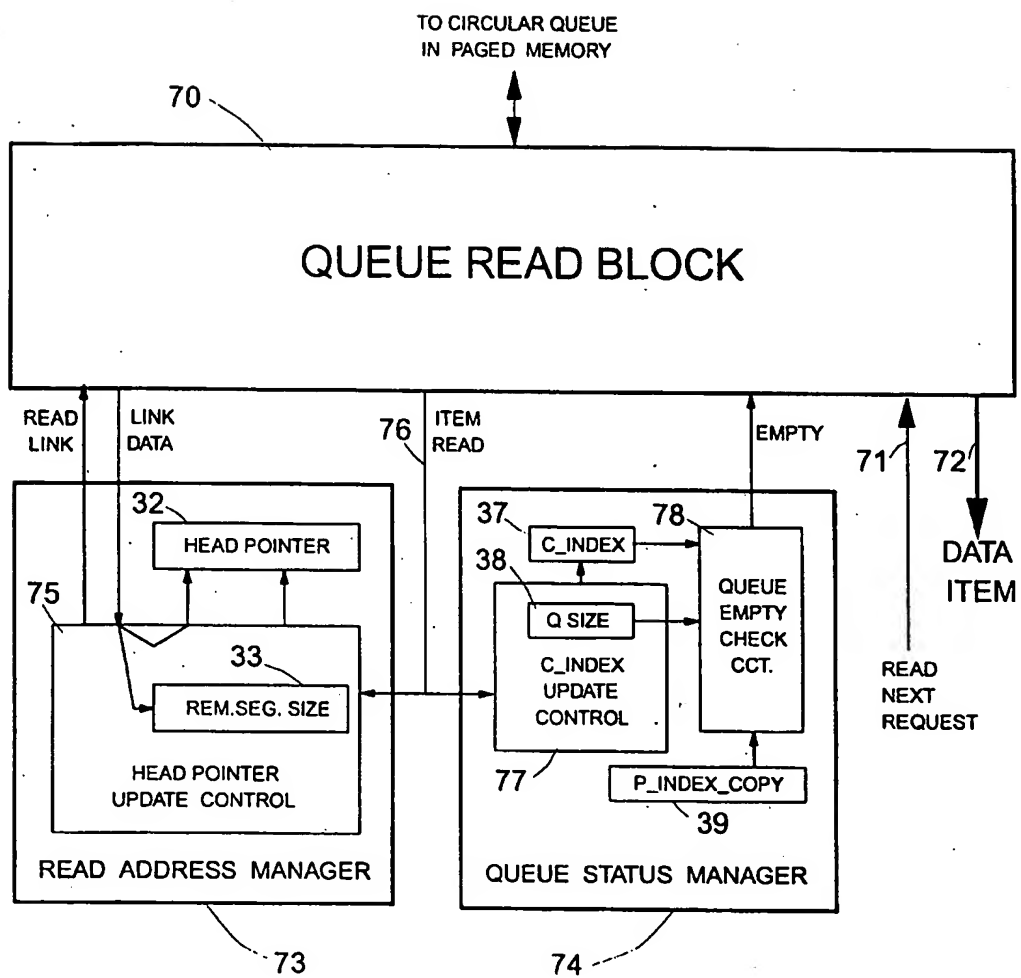 TO CIRCULAR QUEUE
IN PAGED MEMORY
70
QUEUE READ BLOCK
READ
LINK
LINK
DATA
76
ITEM
READ
EMPTY
71
72
32
HEAD POINTER
75
33
REM.SEG. SIZE
HEAD POINTER
UPDATE CONTROL
READ ADDRESS MANAGER
73
37
C_INDEX
38
Q SIZE
C_INDEX
UPDATE
CONTROL
77
78
QUEUE
EMPTY
CHECK
CCT.
P_INDEX_COPY
39
QUEUE STATUS MANAGER
74
DATA
ITEM
READ
NEXT
REQUEST